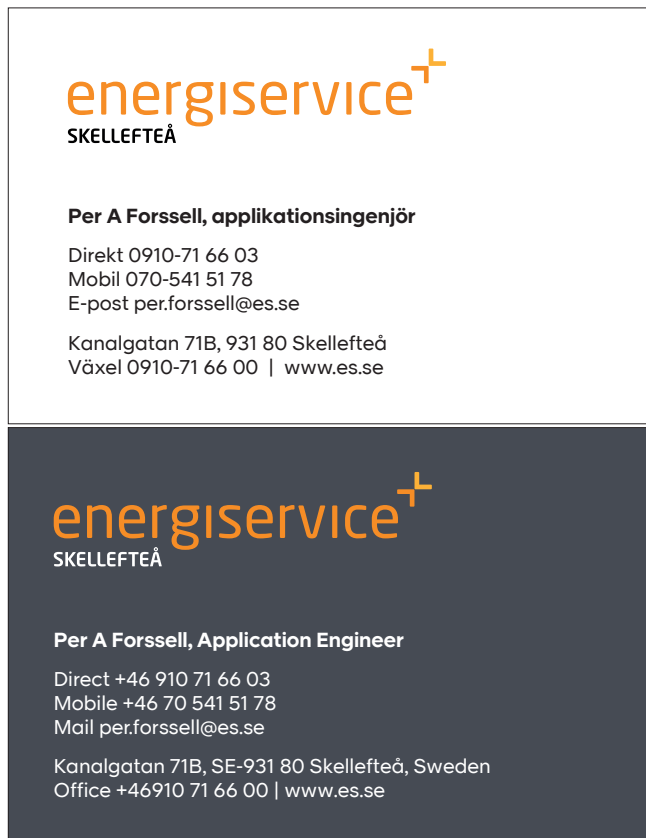 energiservice
SKELLEFTEÅ
Per A Forssell, applikationsingenjör
Direkt 0910-71 66 03
Mobil 070-541 51 78
E-post per.forssell@es.se
Kanalgatan 71B, 931 80 Skellefteå
Växel 0910-71 66 00 | www.es.se
energiservice
SKELLEFTEÅ
Per A Forssell, Application Engineer
Direct +46 910 71 66 03
Mobile +46 70 541 51 78
Mail per.forssell@es.se
Kanalgatan 71B, SE-931 80 Skellefteå, Sweden
Office +46910 71 66 00 | www.es.se